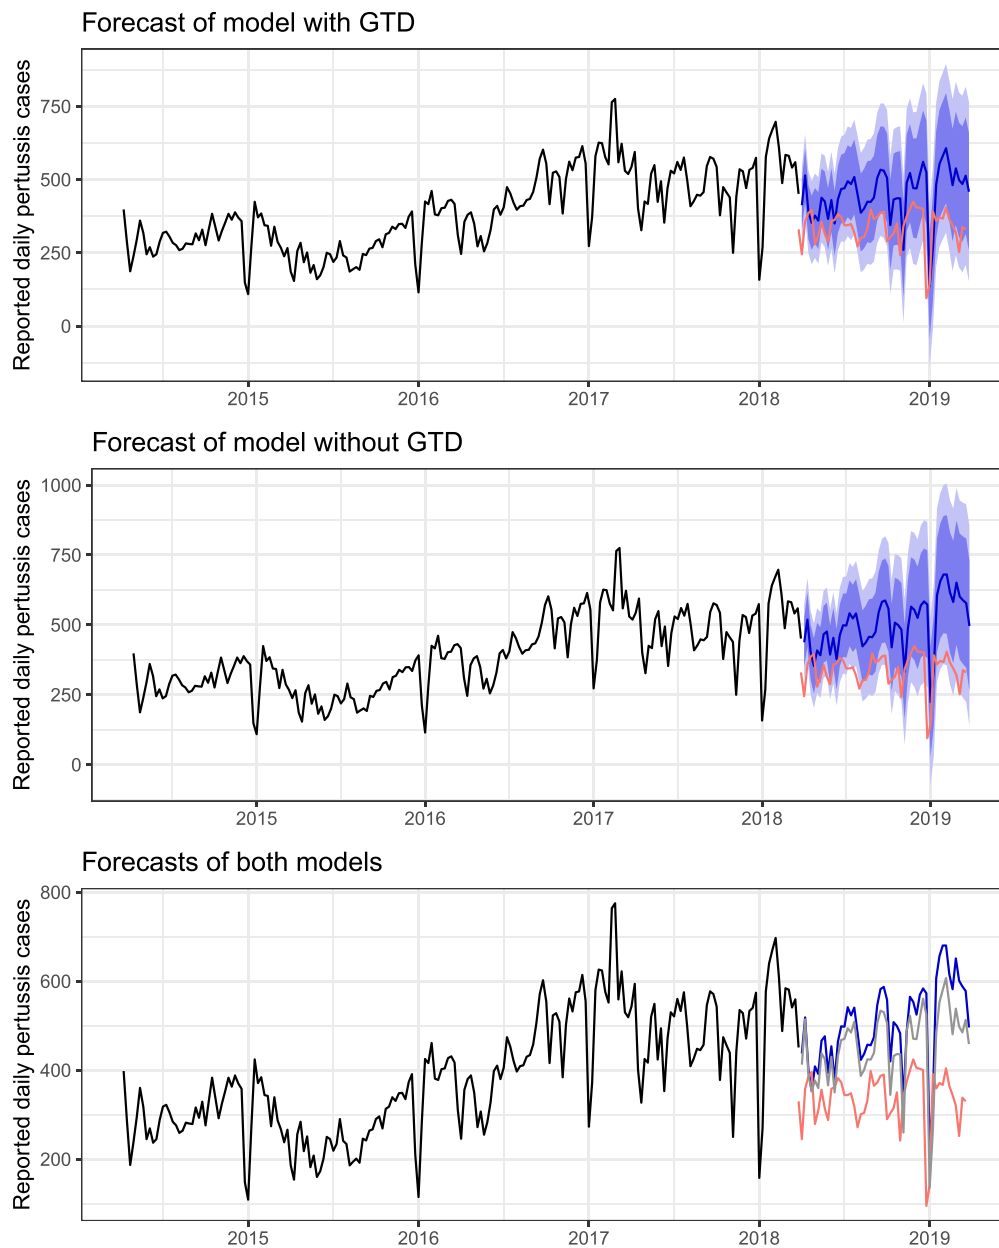 Forecast of model with GTD
Reported daily pertussis cases
750
500
250
0
2015 2016 2017 2018 2019
Forecast of model without GTD
Reported daily pertussis cases
1000
750
500
250
0
2015 2016 2017 2018 2019
Forecasts of both models
Reported daily pertussis cases
800
600
400
200
2015 2016 2017 2018 2019